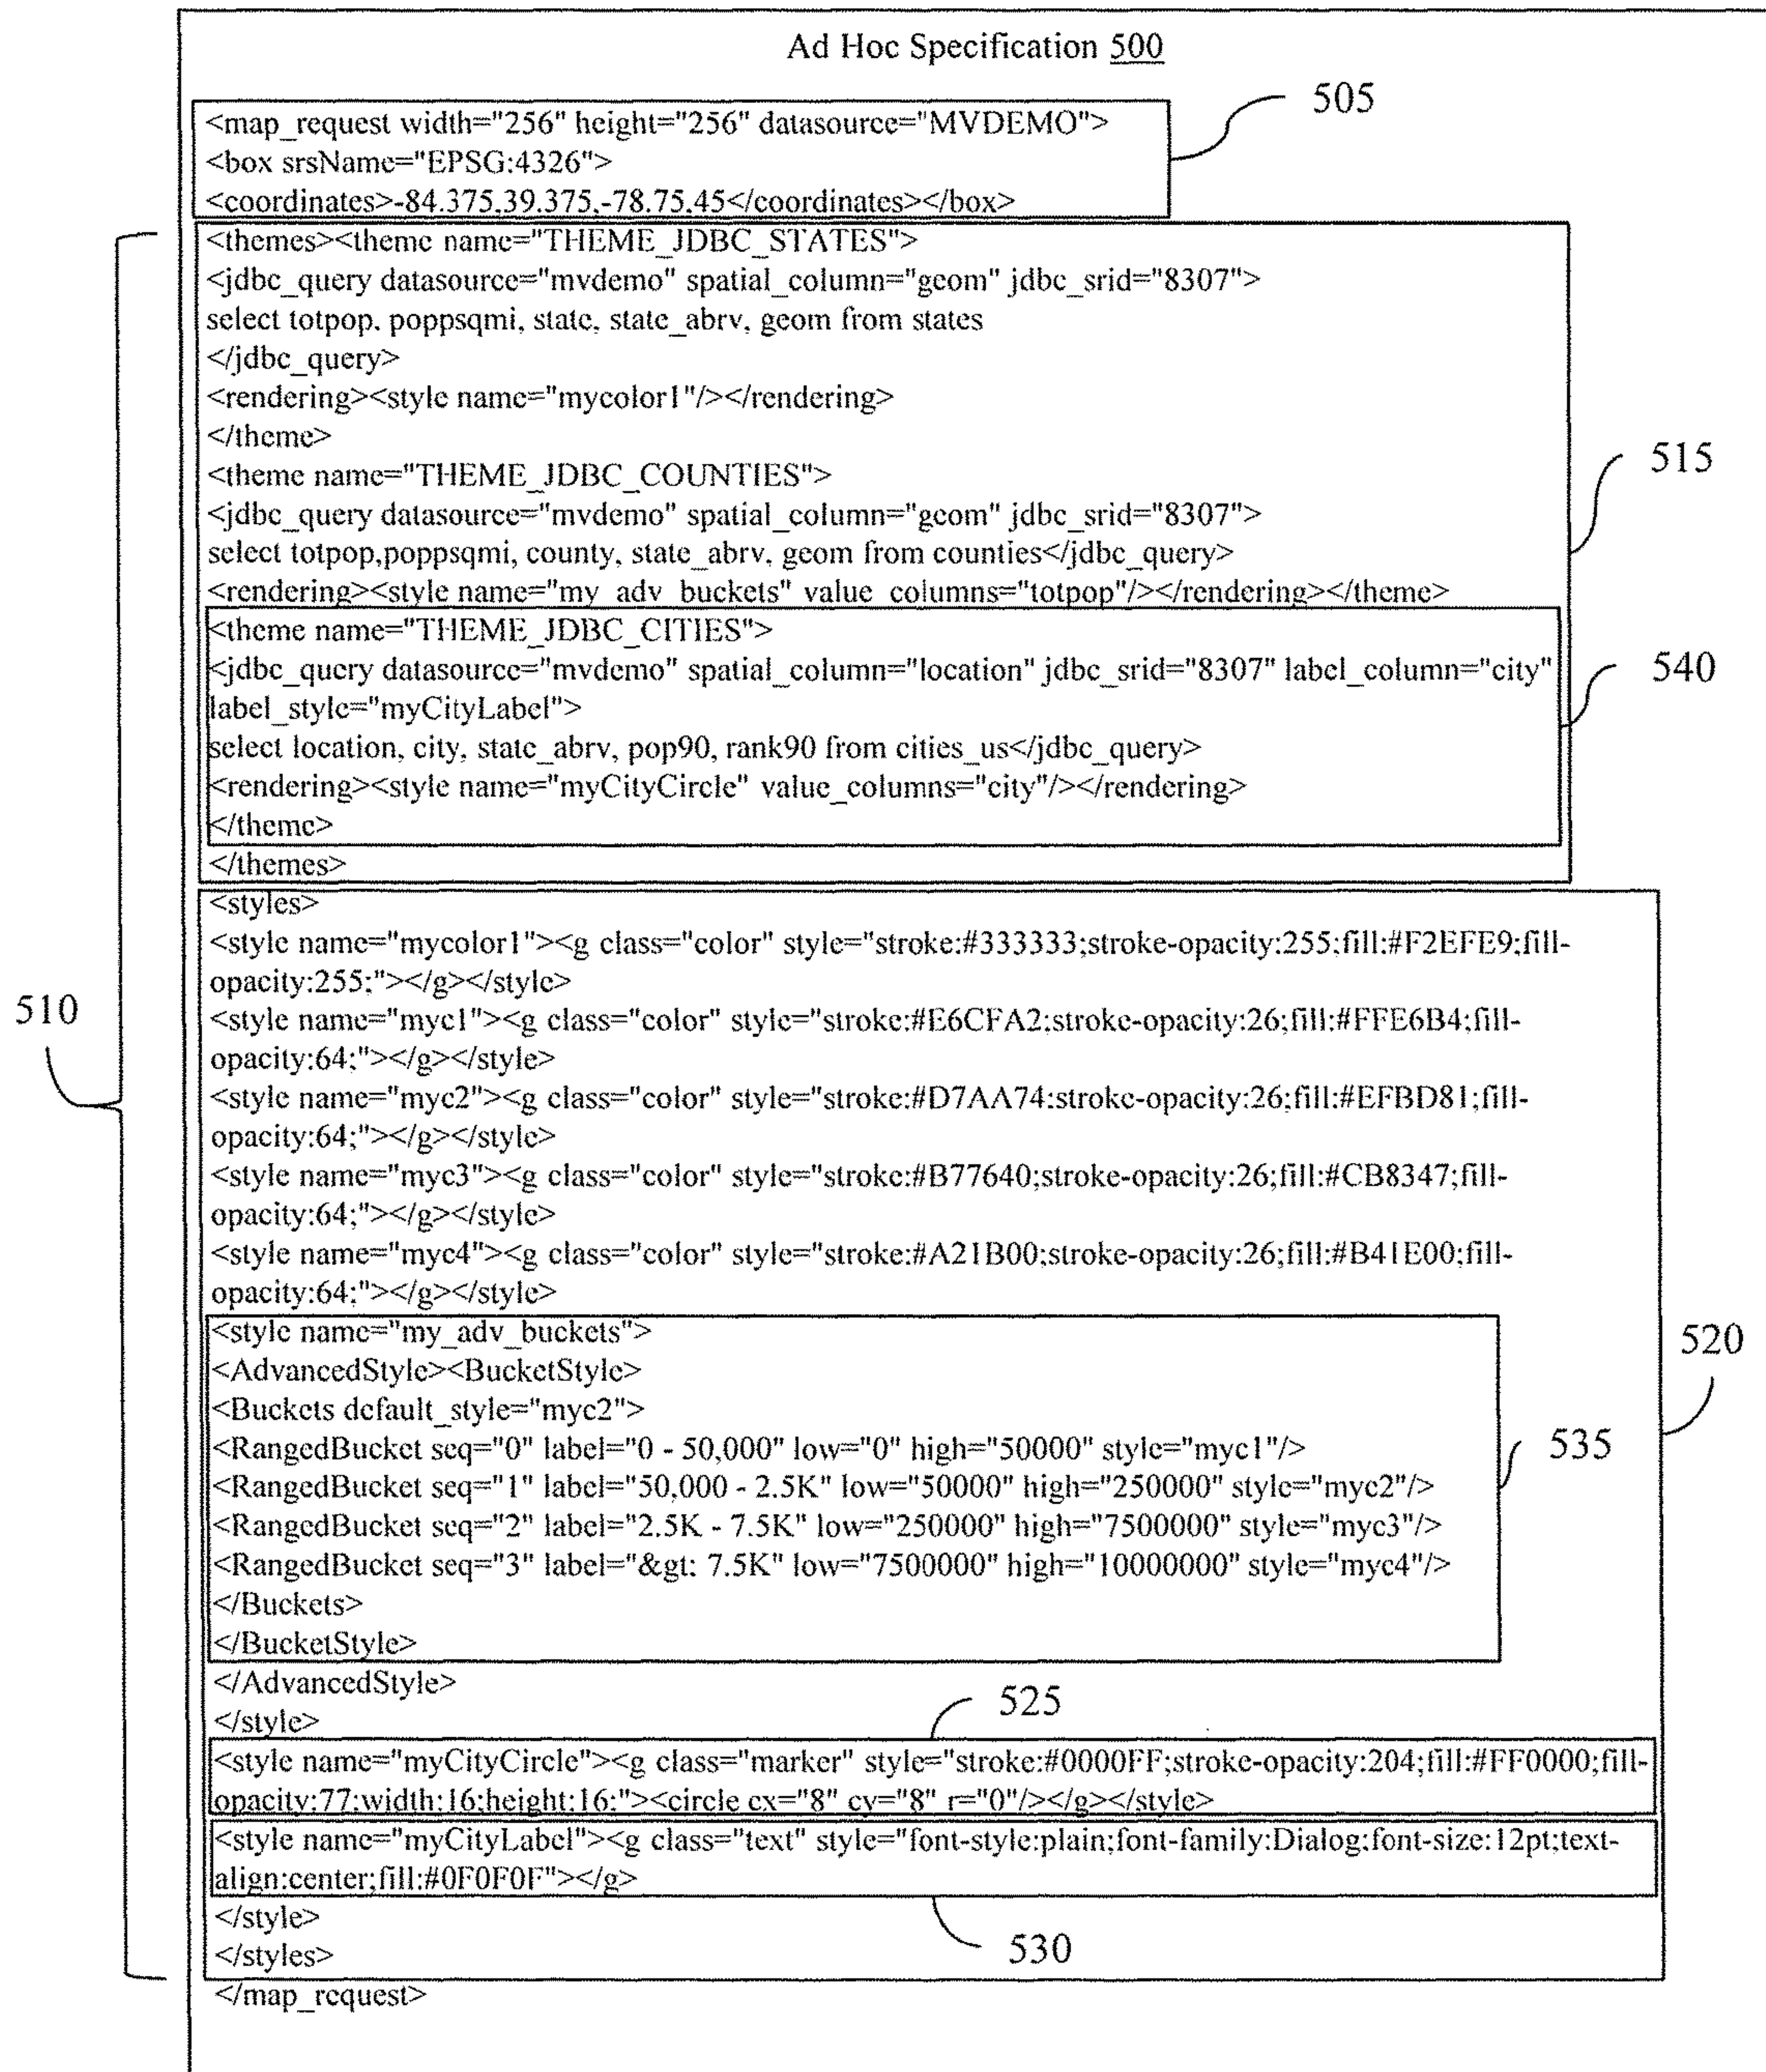 Ad Hoc Specification 500
505
<map_request width="256" height="256" datasource="MVDEMO">
<box srsName="EPSG:4326">
<coordinates>-84.375,39.375,-78.75,45</coordinates></box>
<themes><theme name="THEME_JDBC_STATES">
<jdbc_query datasource="mvdemo" spatial_column="geom" jdbc_srid="8307">
select totpop, poppsqmi, state, state_abrv, geom from states
</jdbc_query>
<rendering><style name="mycolor1"/></rendering>
</theme>
515
<theme name="THEME_JDBC_COUNTIES">
<jdbc_query datasource="mvdemo" spatial_column="geom" jdbc_srid="8307">
select totpop,poppsqmi, county, state_abrv, geom from counties</jdbc_query>
<rendering><style name="my_adv_buckets" value_columns="totpop"/></rendering></theme>
<theme name="THEME_JDBC_CITIES">
<jdbc_query datasource="mvdemo" spatial_column="location" jdbc_srid="8307" label_column="city"
540
label_style="myCityLabel">
select location, city, state_abrv, pop90, rank90 from cities_us</jdbc_query>
<rendering><style name="myCityCircle" value_columns="city"/></rendering>
</theme>
</themes>
<styles>
<style name="mycolor1"><g class="color" style="stroke:#333333;stroke-opacity:255;fill:#F2EFE9;fill-
opacity:255;"></g></style>
510
<style name="myc1"><g class="color" style="stroke:#E6CFA2;stroke-opacity:26;fill:#FFE6B4;fill-
opacity:64;"></g></style>
<style name="myc2"><g class="color" style="stroke:#D7AA74;stroke-opacity:26;fill:#EFBD81;fill-
opacity:64;"></g></style>
<style name="myc3"><g class="color" style="stroke:#B77640;stroke-opacity:26;fill:#CB8347;fill-
opacity:64;"></g></style>
<style name="myc4"><g class="color" style="stroke:#A21B00;stroke-opacity:26;fill:#B41E00;fill-
opacity:64;"></g></style>
<style name="my_adv_buckets">
520
<AdvancedStyle><BucketStyle>
<Buckets default_style="myc2">
<RangedBucket seq="0" label="0 - 50,000" low="0" high="50000" style="myc1"/>
535
<RangedBucket seq="1" label="50,000 - 2.5K" low="50000" high="250000" style="myc2"/>
<RangedBucket seq="2" label="2.5K - 7.5K" low="250000" high="7500000" style="myc3"/>
<RangedBucket seq="3" label="&gt; 7.5K" low="7500000" high="10000000" style="myc4"/>
</Buckets>
</BucketStyle>
</AdvancedStyle>
525
</style>
<style name="myCityCircle"><g class="marker" style="stroke:#0000FF;stroke-opacity:204;fill:#FF0000;fill-
opacity:77;width:16;height:16;"><circle cx="8" cy="8" r="0"/></g></style>
<style name="myCityLabel"><g class="text" style="font-style:plain;font-family:Dialog;font-size:12pt;text-
align:center;fill:#0F0F0F"></g>
</style>
530
</styles>
</map_request>